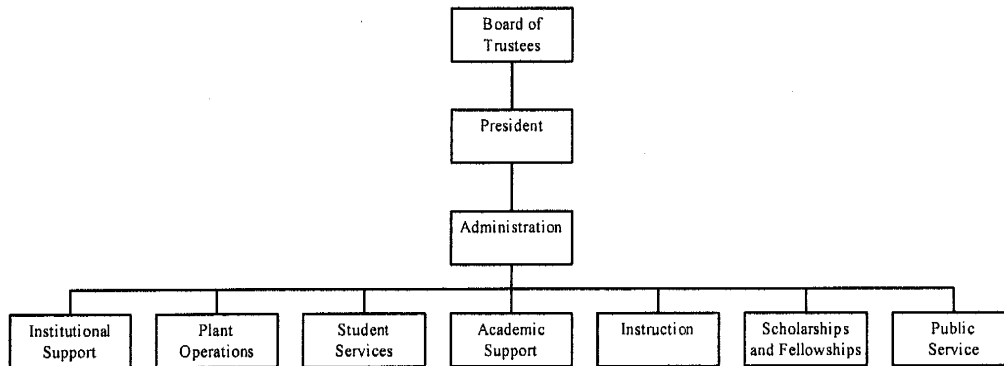 Board of
Trustees
President
Administration
Institutional
Support
Plant
Operations
Student
Services
Academic
Support
Instruction
Scholarships
and Fellowships
Public
Service